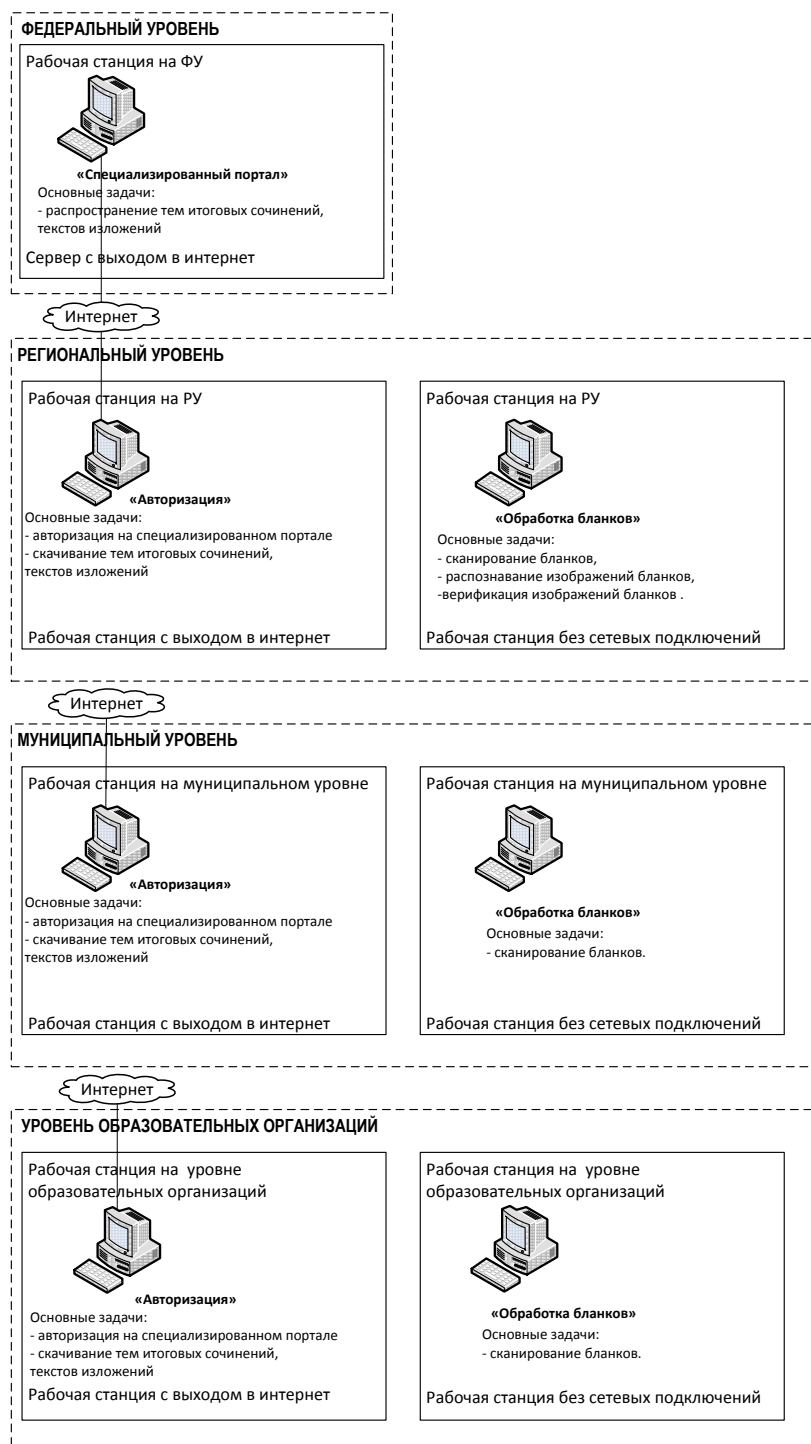 ФЕДЕРАЛЬНЫЙ УРОВЕНЬ
Рабочая станция на ФУ
«Специализированный портал»
Основные задачи:
- распространение тем итоговых сочинений,
текстов изложений
Сервер с выходом в интернет
Интернет
РЕГИОНАЛЬНЫЙ УРОВЕНЬ
Рабочая станция на РУ
«Авторизация»
Основные задачи:
- авторизация на специализированном портале
- скачивание тем итоговых сочинений,
текстов изложений
Рабочая станция с выходом в интернет
Рабочая станция на РУ
«Обработка бланков»
Основные задачи:
- сканирование бланков,
- распознавание изображений бланков,
-верификация изображений бланков .
Рабочая станция без сетевых подключений
Интернет
МУНИЦИПАЛЬНЫЙ УРОВЕНЬ
Рабочая станция на муниципальном уровне
«Авторизация»
Основные задачи:
- авторизация на специализированном портале
- скачивание тем итоговых сочинений,
текстов изложений
Рабочая станция с выходом в интернет
Рабочая станция на муниципальном уровне
«Обработка бланков»
Основные задачи:
- сканирование бланков.
Рабочая станция без сетевых подключений
Интернет
УРОВЕНЬ ОБРАЗОВАТЕЛЬНЫХ ОРГАНИЗАЦИЙ
Рабочая станция на уровне
образовательных организаций
«Авторизация»
Основные задачи:
- авторизация на специализированном портале
- скачивание тем итоговых сочинений,
текстов изложений
Рабочая станция с выходом в интернет
Рабочая станция на уровне
образовательных организаций
«Обработка бланков»
Основные задачи:
- сканирование бланков.
Рабочая станция без сетевых подключений